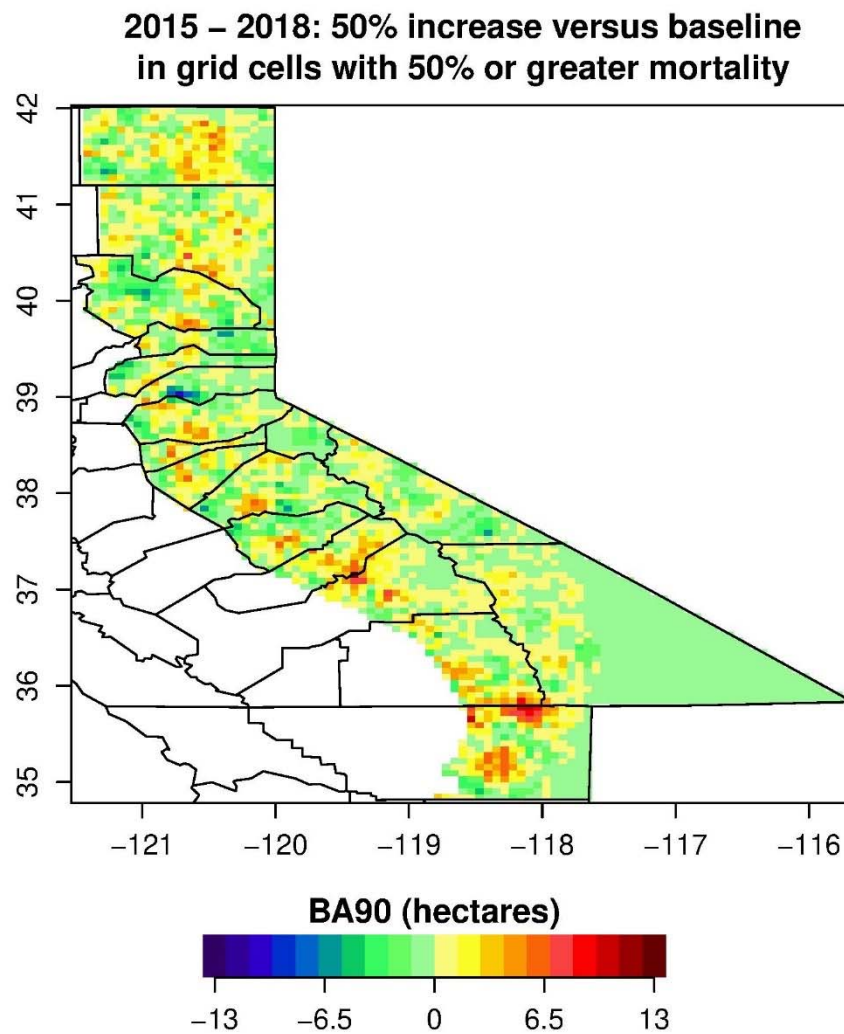 2015 – 2018: 50% increase versus baseline
in grid cells with 50% or greater mortality
42
41
40
39
38
37
36
35
−121 −120 −119 −118 −117 −116
BA90 (hectares)
−13 −6.5 0 6.5 13